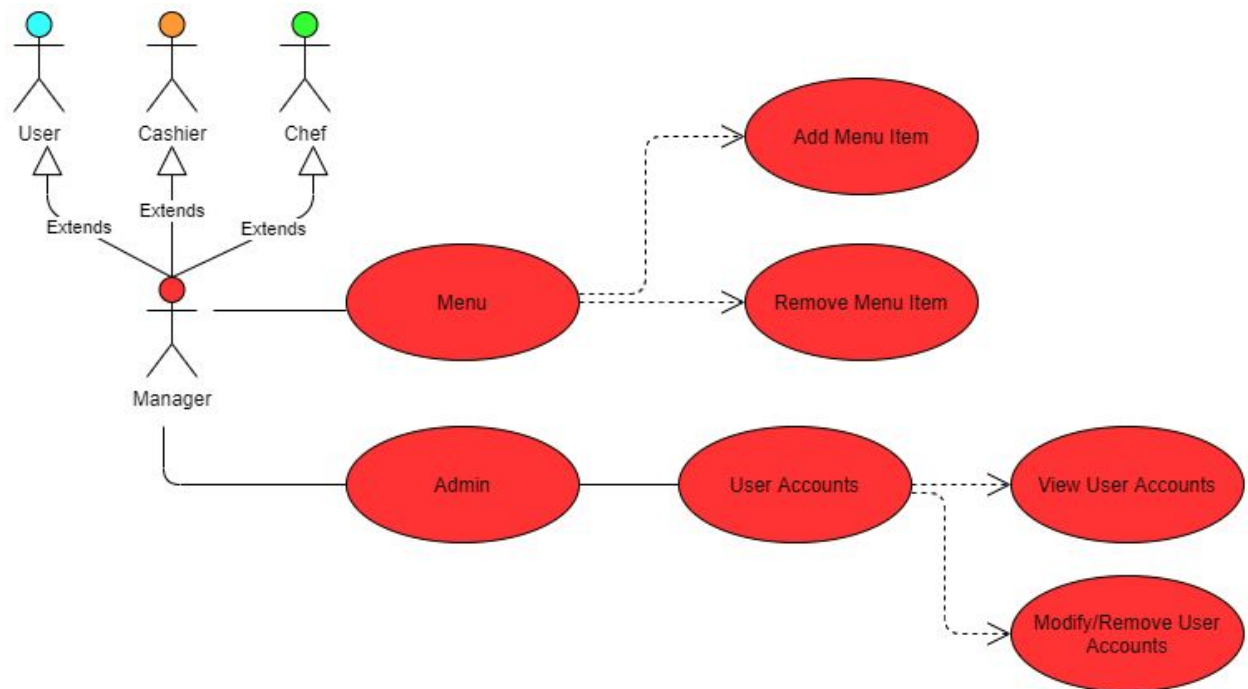 User
Cashier
Chef
Extends
Extends
Extends
Add Menu Item
Menu
Remove Menu Item
Manager
Admin
User Accounts
View User Accounts
Modify/Remove User
Accounts